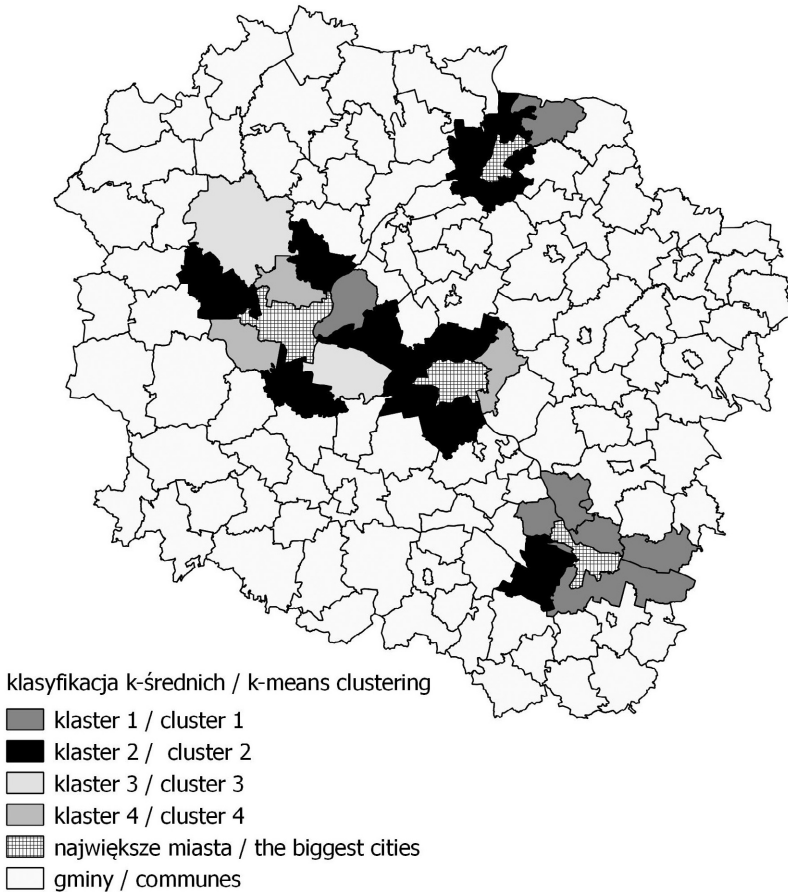 klasyfikacja k-średnich / k-means clustering
klaster 1 / cluster 1
klaster 2 /  cluster 2
klaster 3 / cluster 3
klaster 4 / cluster 4
największe miasta / the biggest cities
gminy / communes